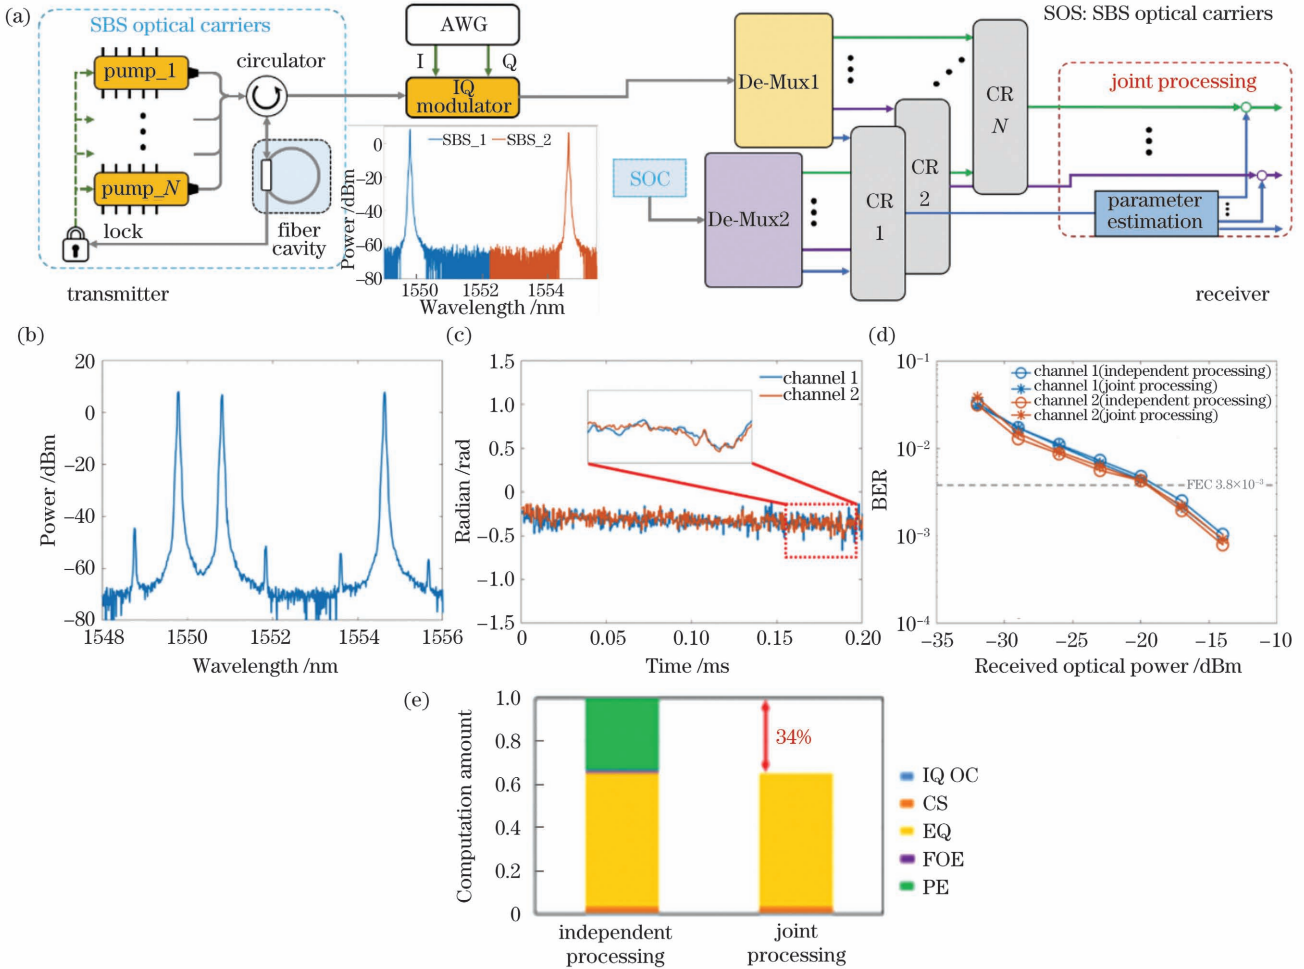 (a)
SBS optical carriers
pump_1
pump_N
lock
circulator
fiber
cavity
transmitter
AWG
I
Q
IQ
modulator
SBS_1
SBS_2
Power /dBm
0
−20
−40
−60
−80
1550
1552
1554
Wavelength /nm
SOS: SBS optical carriers
De-Mux1
SOC
De-Mux2
CR
1
CR
2
CR
N
joint processing
parameter
estimation
receiver
(b)
Power /dBm
20
0
−20
−40
−60
−80
1548
1550
1552
1554
1556
Wavelength /nm
(c)
Radian /rad
1.5
1.0
0.5
0
−0.5
−1.0
−1.5
channel 1
channel 2
0
0.05
0.10
0.15
0.20
Time /ms
(d)
BER
10⁻¹
10⁻²
10⁻³
10⁻⁴
channel 1(independent processing)
channel 1(joint processing)
channel 2(independent processing)
channel 2(joint processing)
FEC 3.8×10⁻³
−35
−30
−25
−20
−15
−10
Received optical power /dBm
(e)
Computation amount
1.0
0.8
0.6
0.4
0.2
0
34%
independent
processing
joint
processing
IQ OC
CS
EQ
FOE
PE